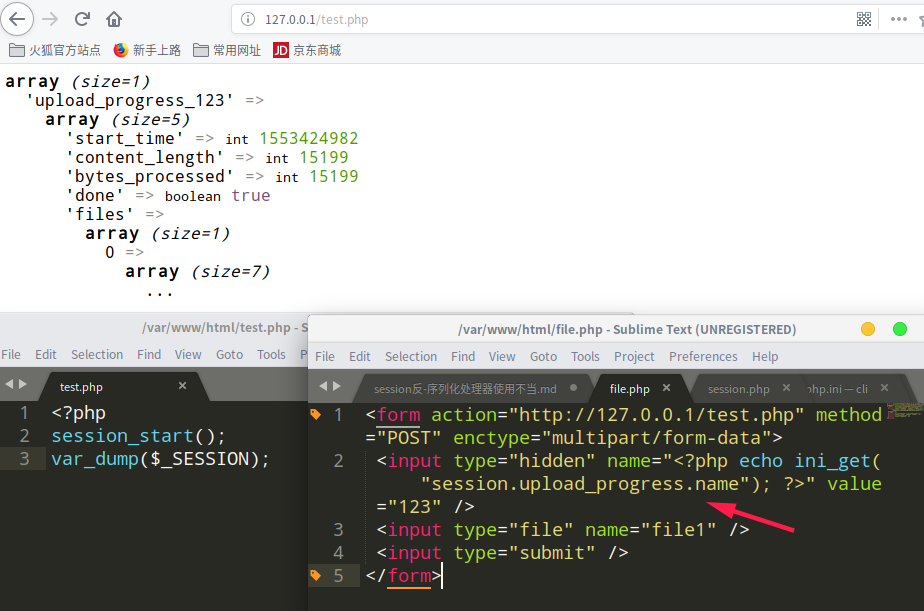 127.0.0.1/test.php
火狐官方站点 新手上路 常用网址 JD 京东商城
array (size=1)
'upload_progress_123' =>
array (size=5)
'start_time' => int 1553424982
'content_length' => int 15199
'bytes_processed' => int 15199
'done' => boolean true
'files' =>
array (size=1)
0 =>
array (size=7)
...
/var/www/html/test.php - S
File Edit Selection Find View Goto Tools P
test.php
1 <?php
2 session_start();
3 var_dump($_SESSION);
/var/www/html/file.php - Sublime Text (UNREGISTERED)
File Edit Selection Find View Goto Tools Project Preferences Help
session反-序列化处理器使用不当.md file.php session.php php.ini — cli
1 <form action="http://127.0.0.1/test.php" method
="POST" enctype="multipart/form-data">
2 <input type="hidden" name="<?php echo ini_get(
"session.upload_progress.name"); ?>" value
="123" />
3 <input type="file" name="file1" />
4 <input type="submit" />
5 </form>